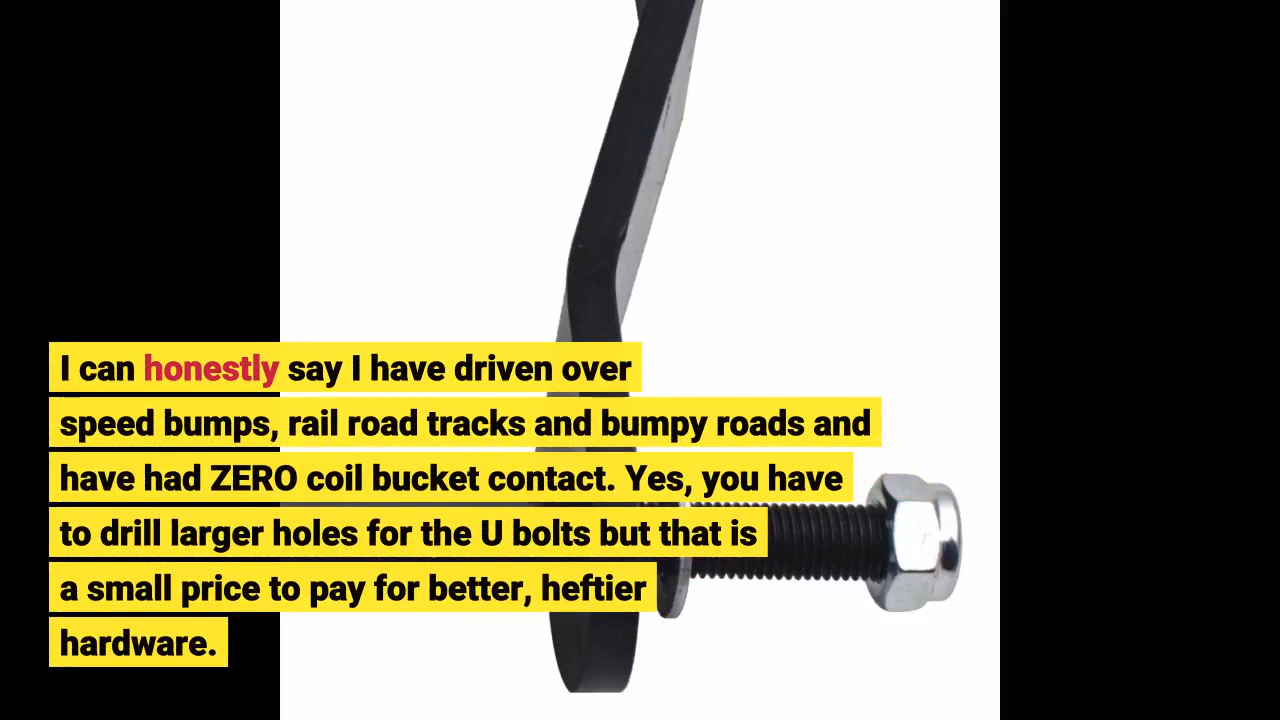 I can honestly say I have driven over
speed bumps, rail road tracks and bumpy roads and
have had ZERO coil bucket contact. Yes, you have
to drill larger holes for the U bolts but that is
a small price to pay for better, heftier
hardware.